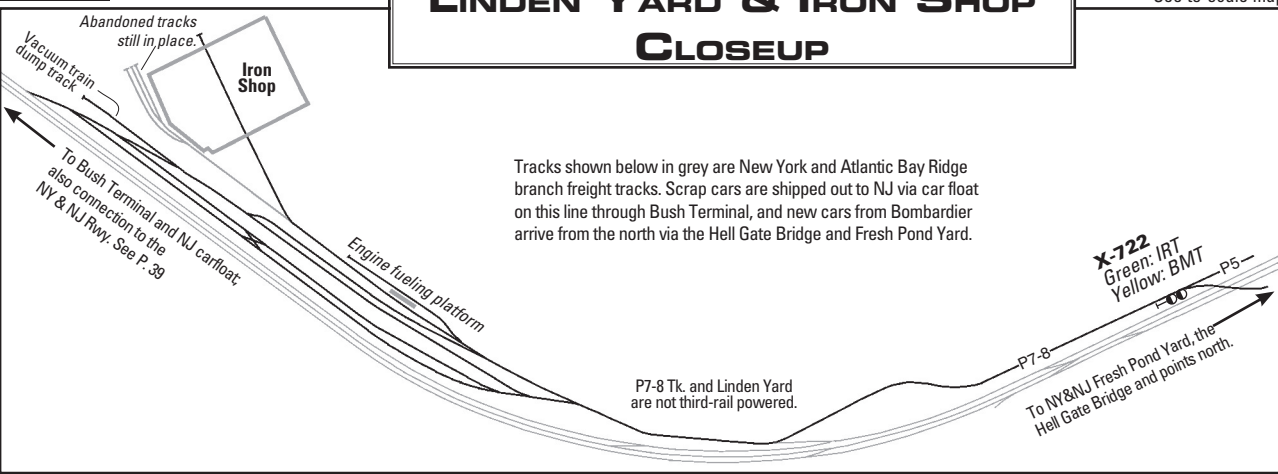 LINDEN YARD & IRON SHOP
CLOSEUP
Abandoned tracks
still in place.
Vacuum train
dump track
Iron
Shop
To Bush Terminal and NJ carfloat;
also connection to the
NY & NJ Rwy. See P. 39
Tracks shown below in grey are New York and Atlantic Bay Ridge
branch freight tracks. Scrap cars are shipped out to NJ via car float
on this line through Bush Terminal, and new cars from Bombardier
arrive from the north via the Hell Gate Bridge and Fresh Pond Yard.
Engine fueling platform
X-722
Green: IRT
Yellow: BMT
P5
P7-8
P7-8 Tk. and Linden Yard
are not third-rail powered.
To NY&NJ Fresh Pond Yard, the
Hell Gate Bridge and points north.